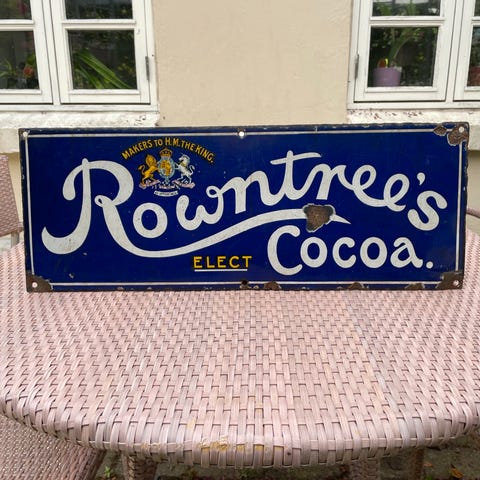 MAKERS TO H.M. THE KING.
Rowntree's
ELECT Cocoa.